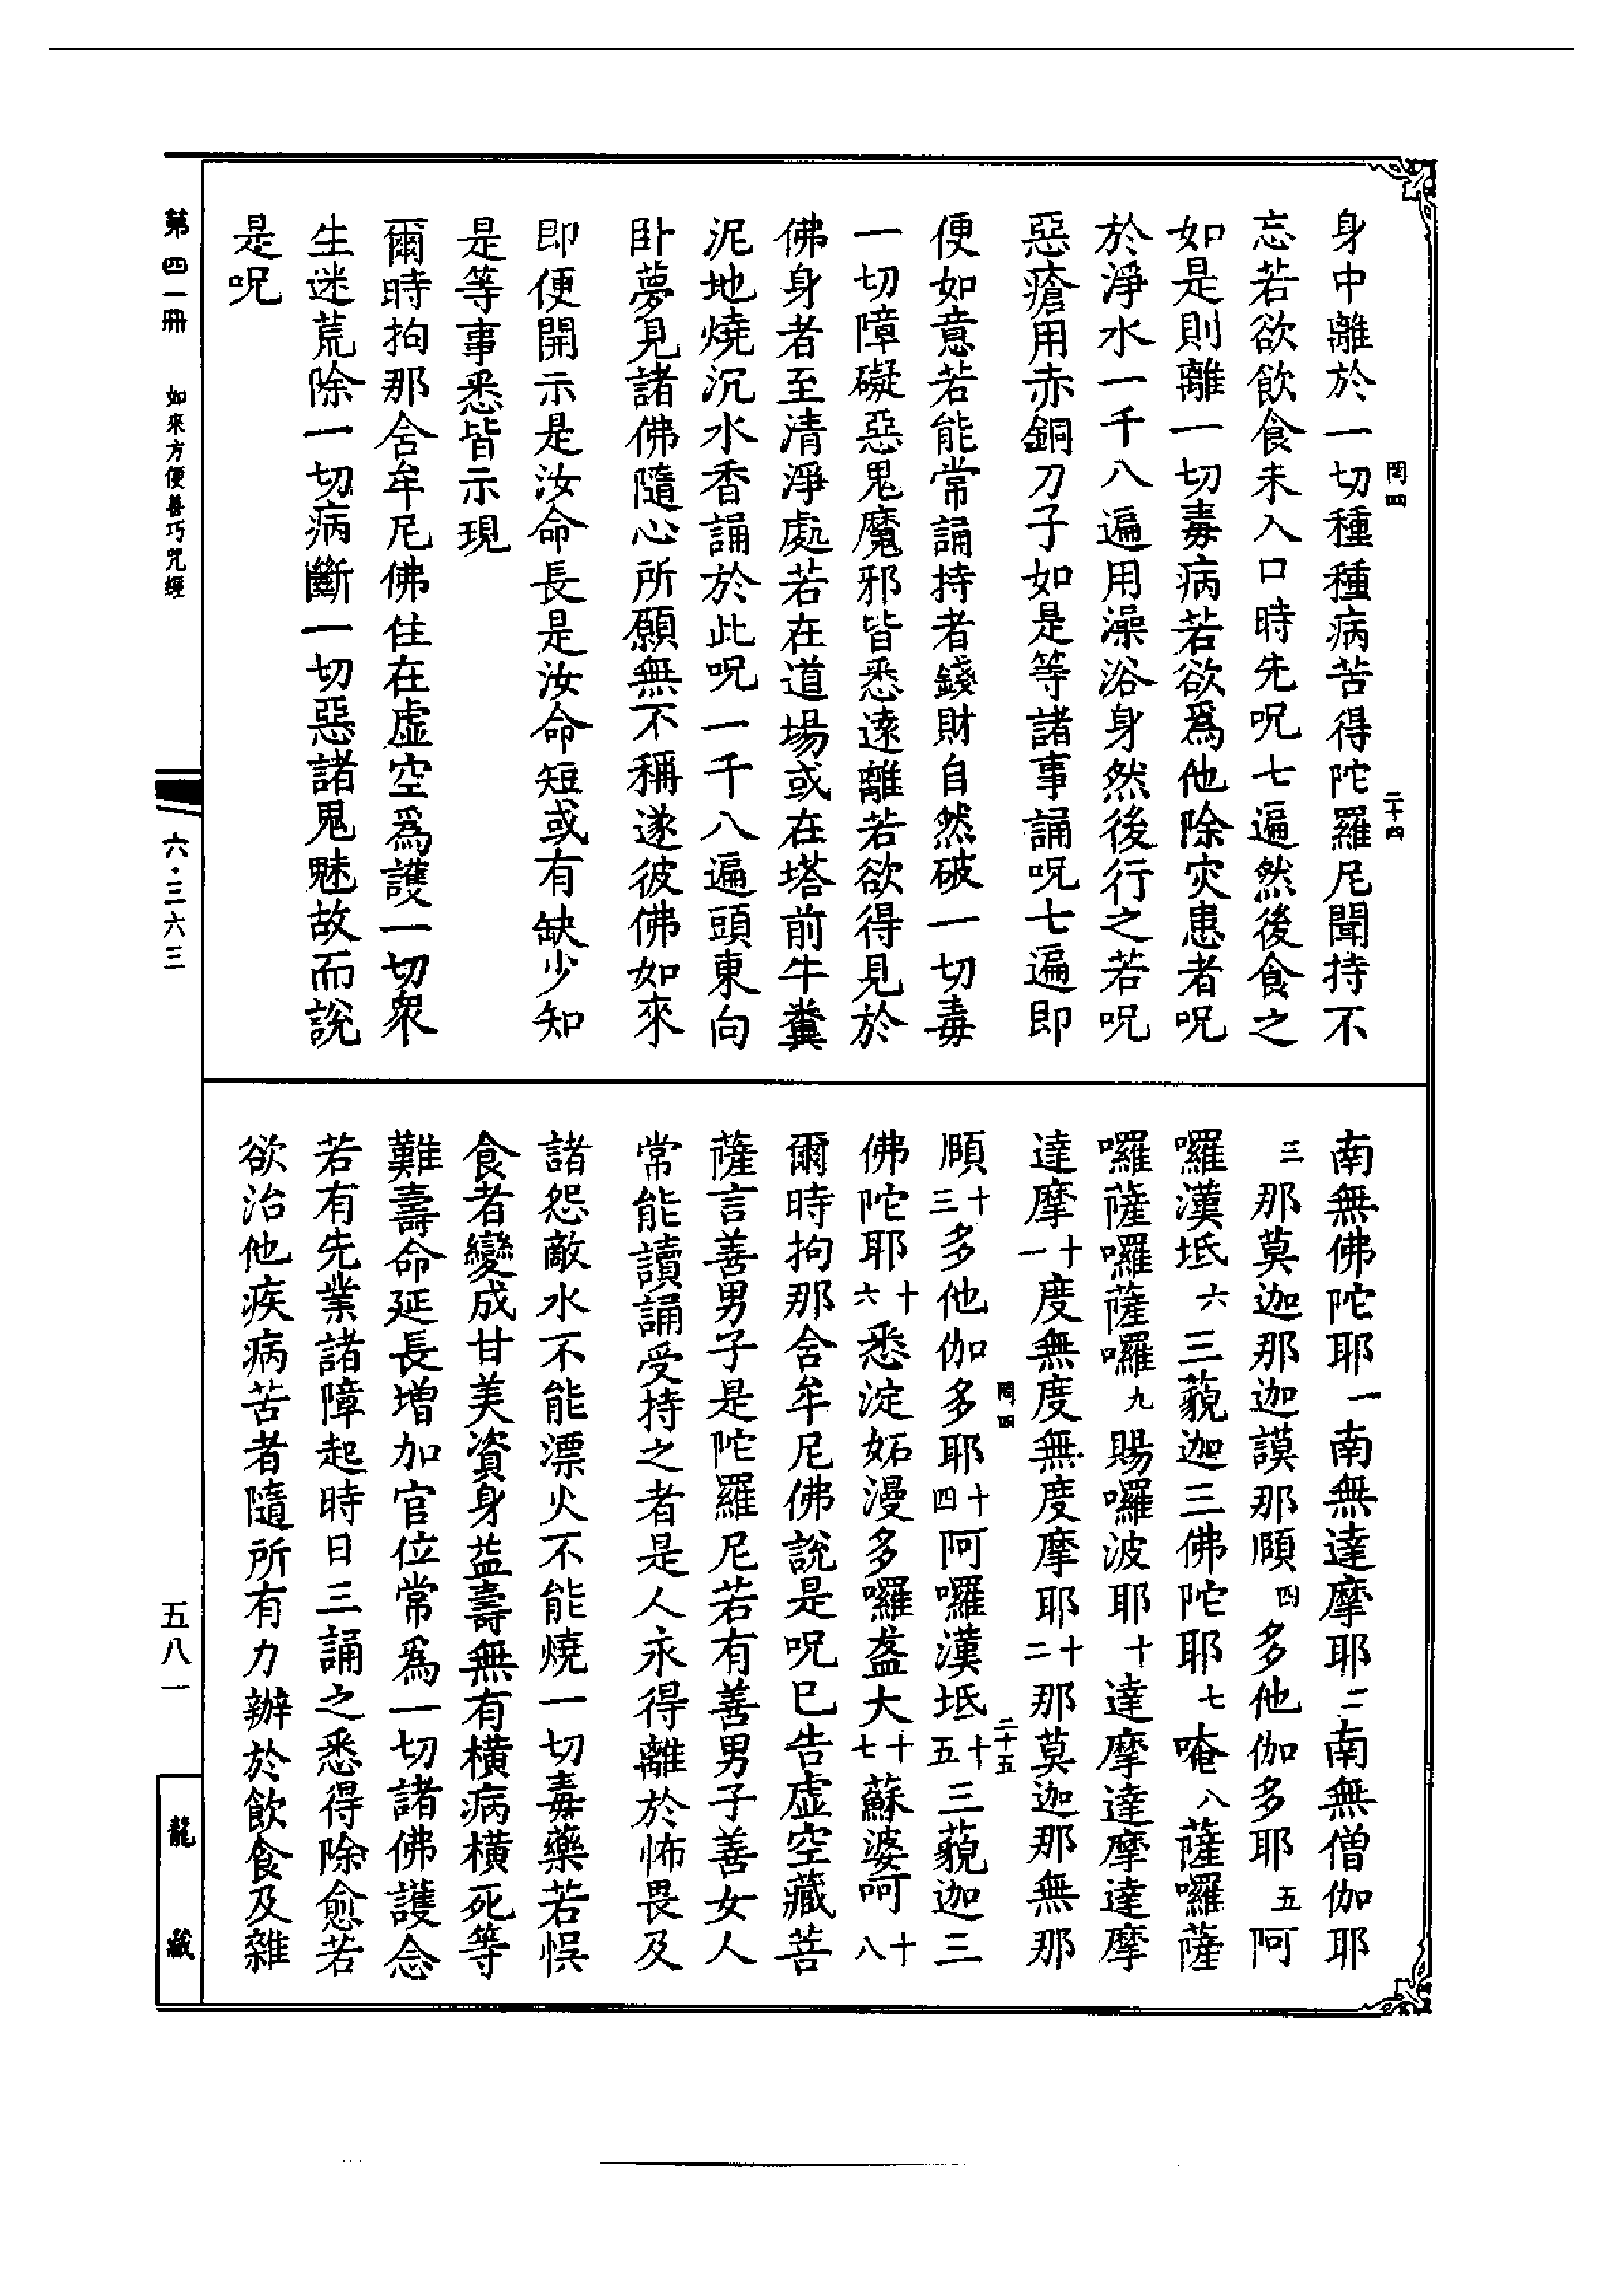 身中離於一切種種病苦得陀羅尼聞持不
忘若欲飲食未入口時先呪七遍然後食之
如是則離一切毒病若欲爲他除灾患者呪
於淨水一千八遍用澡浴身然後行之若呪
惡瘡用赤銅刀子如是等諸事誦呪七遍即
便如意若能常誦持者錢財自然破一切毒
一切障礙惡鬼魔邪皆悉遠離若欲得見於
佛身者至清淨處若在道場或在塔前牛糞
泥地燒沉水香誦於此呪一千八遍頭東向
卧夢見諸佛隨心所願無不稱遂彼佛如來
即便開示是汝命長是汝命短或有缺少知
是等事悉皆示現
爾時拘那舍牟尼佛住在虛空爲護一切衆
生迷荒除一切病斷一切惡諸鬼魅故而說
是呪
罔四
二十四
南無佛陀耶一南無達摩耶二南無僧伽耶
三那莫迦那迦謨那𩒐四多他伽多耶五阿
羅漢坻六三藐迦三佛陀耶七唵八薩囉薩
囉薩囉薩囉九賜囉波耶十達摩達摩達摩
達摩十一度無度無度摩耶十二那莫迦那無那
𩒐十三多他伽多耶十四阿囉漢坻五十三藐迦三
佛陀耶十六悉淀妬漫多囉盋大十七蘇婆呵十八
爾時拘那舍牟尼佛說是呪已告虛空藏菩
薩言善男子是陀羅尼若有善男子善女人
常能讀誦受持之者是人永得離於怖畏及
諸怨敵水不能漂火不能燒一切毒藥若悮
食者變成甘美資身益壽無有橫病橫死等
難壽命延長增加官位常爲一切諸佛護念
若有先業諸障起時日三誦之悉得除愈若
欲治他疾病苦者隨所有力辦於飲食及雜
罔四
二十五
第四一冊
如來方便善巧咒經
六·三六三
五八一
龍藏